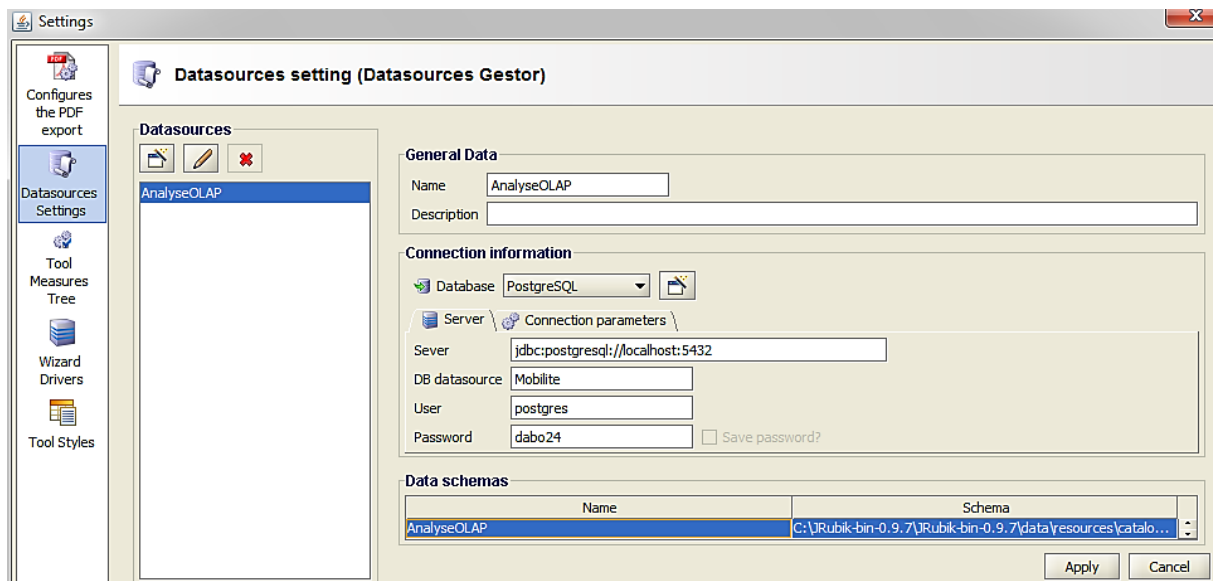 Settings
PDF
Configures
the PDF
export
Datasources
Settings
Tool
Measures
Tree
Wizard
Drivers
Tool Styles
Datasources setting (Datasources Gestor)
Datasources
AnalyseOLAP
General Data
Name AnalyseOLAP
Description
Connection information
Database PostgreSQL
Server Connection parameters
Sever jdbc:postgresql://localhost:5432
DB datasource Mobilite
User postgres
Password dabo24 Save password?
Data schemas
Name Schema
AnalyseOLAP C:\JRubik-bin-0.9.7\JRubik-bin-0.9.7\data\resources\catalo...
Apply Cancel